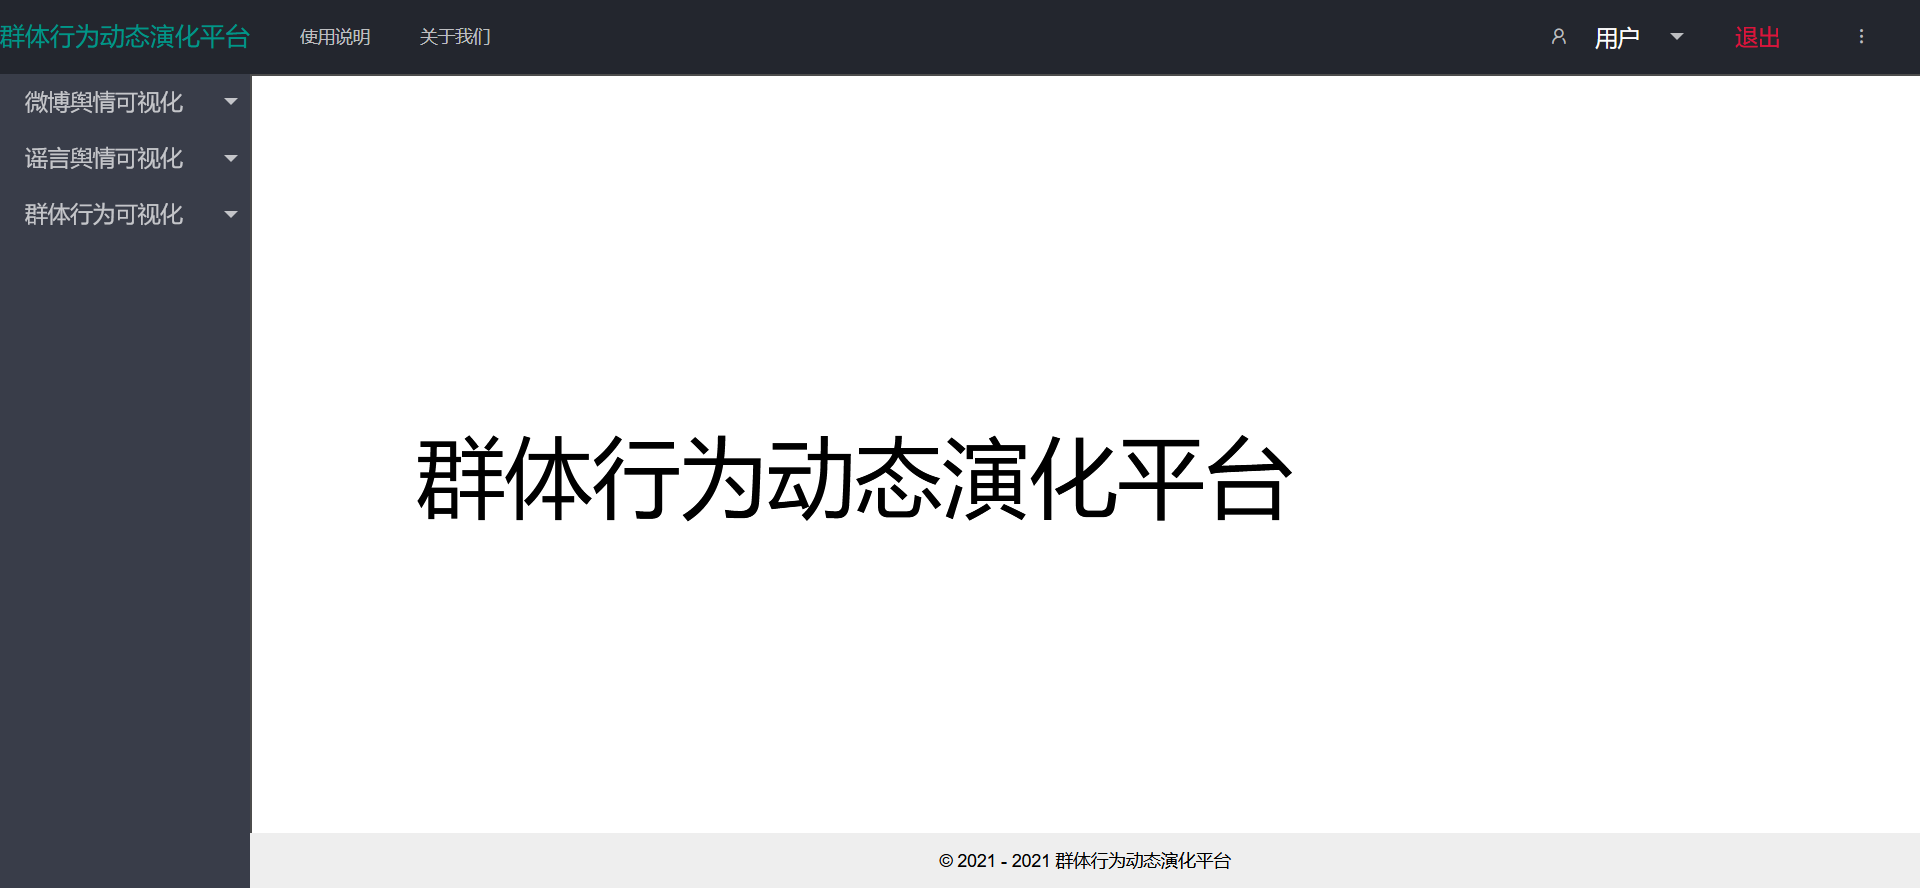 群体行为动态演化平台
使用说明
关于我们
用户
退出
微博舆情可视化
谣言舆情可视化
群体行为可视化
群体行为动态演化平台
© 2021 - 2021 群体行为动态演化平台